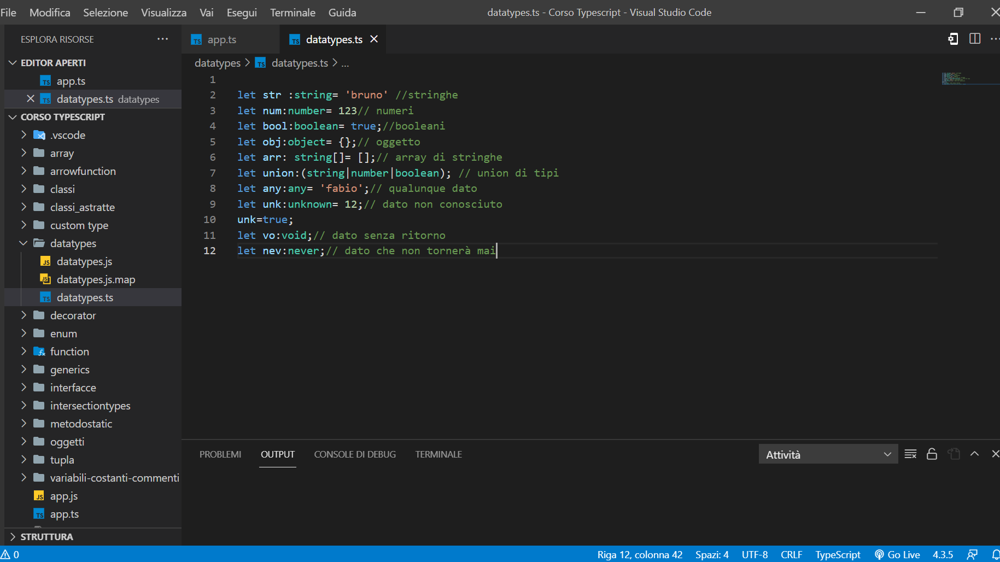 File Modifica Selezione Visualizza Vai Esegui Terminale Guida
datatypes.ts - Corso Typescript - Visual Studio Code
ESPLORA RISORSE
EDITOR APERTI
app.ts
datatypes.ts datatypes
CORSO TYPESCRIPT
.vscode
array
arrowfunction
classi
classi_astratte
custom type
datatypes
datatypes.js
datatypes.js.map
datatypes.ts
decorator
enum
function
generics
interfacce
intersectiontypes
metodostatic
oggetti
tupla
variabili-costanti-commenti
app.js
app.ts
STRUTTURA
app.ts
datatypes.ts
datatypes > datatypes.ts > ...
1
2 let str :string= 'bruno' //stringhe
3 let num:number= 123// numeri
4 let bool:boolean= true;//booleani
5 let obj:object= {};// oggetto
6 let arr: string[]= [];// array di stringhe
7 let union:(string|number|boolean); // union di tipi
8 let any:any= 'fabio';// qualunque dato
9 let unk:unknown= 12;// dato non conosciuto
10 unk=true;
11 let vo:void;// dato senza ritorno
12 let nev:never;// dato che non tornerà mai
PROBLEMI OUTPUT CONSOLE DI DEBUG TERMINALE
Attività
0
Riga 12, colonna 42 Spazi: 4 UTF-8 CRLF TypeScript Go Live 4.3.5